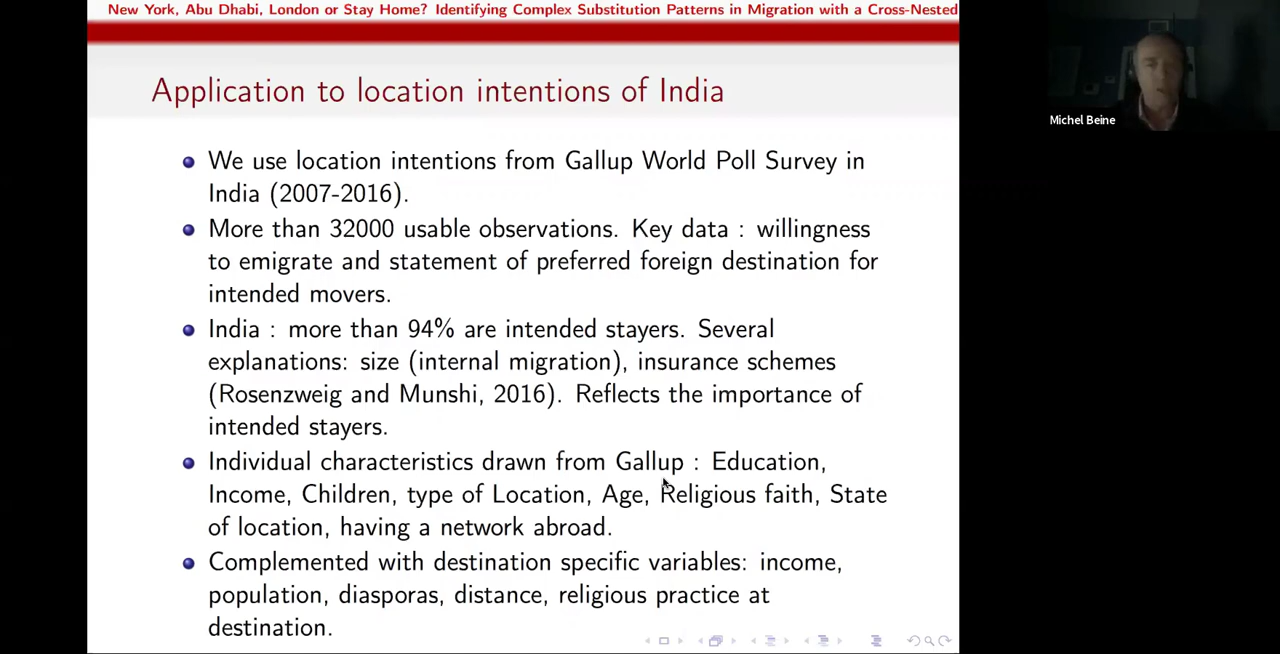 New York, Abu Dhabi, London or Stay Home? Identifying Complex Substitution Patterns in Migration with a Cross-Nested
Application to location intentions of India
We use location intentions from Gallup World Poll Survey in
India (2007-2016).
More than 32000 usable observations. Key data : willingness
to emigrate and statement of preferred foreign destination for
intended movers.
India : more than 94% are intended stayers. Several
explanations: size (internal migration), insurance schemes
(Rosenzweig and Munshi, 2016). Reflects the importance of
intended stayers.
Individual characteristics drawn from Gallup : Education,
Income, Children, type of Location, Age, Religious faith, State
of location, having a network abroad.
Complemented with destination specific variables: income,
population, diasporas, distance, religious practice at
destination.
Michel Beine